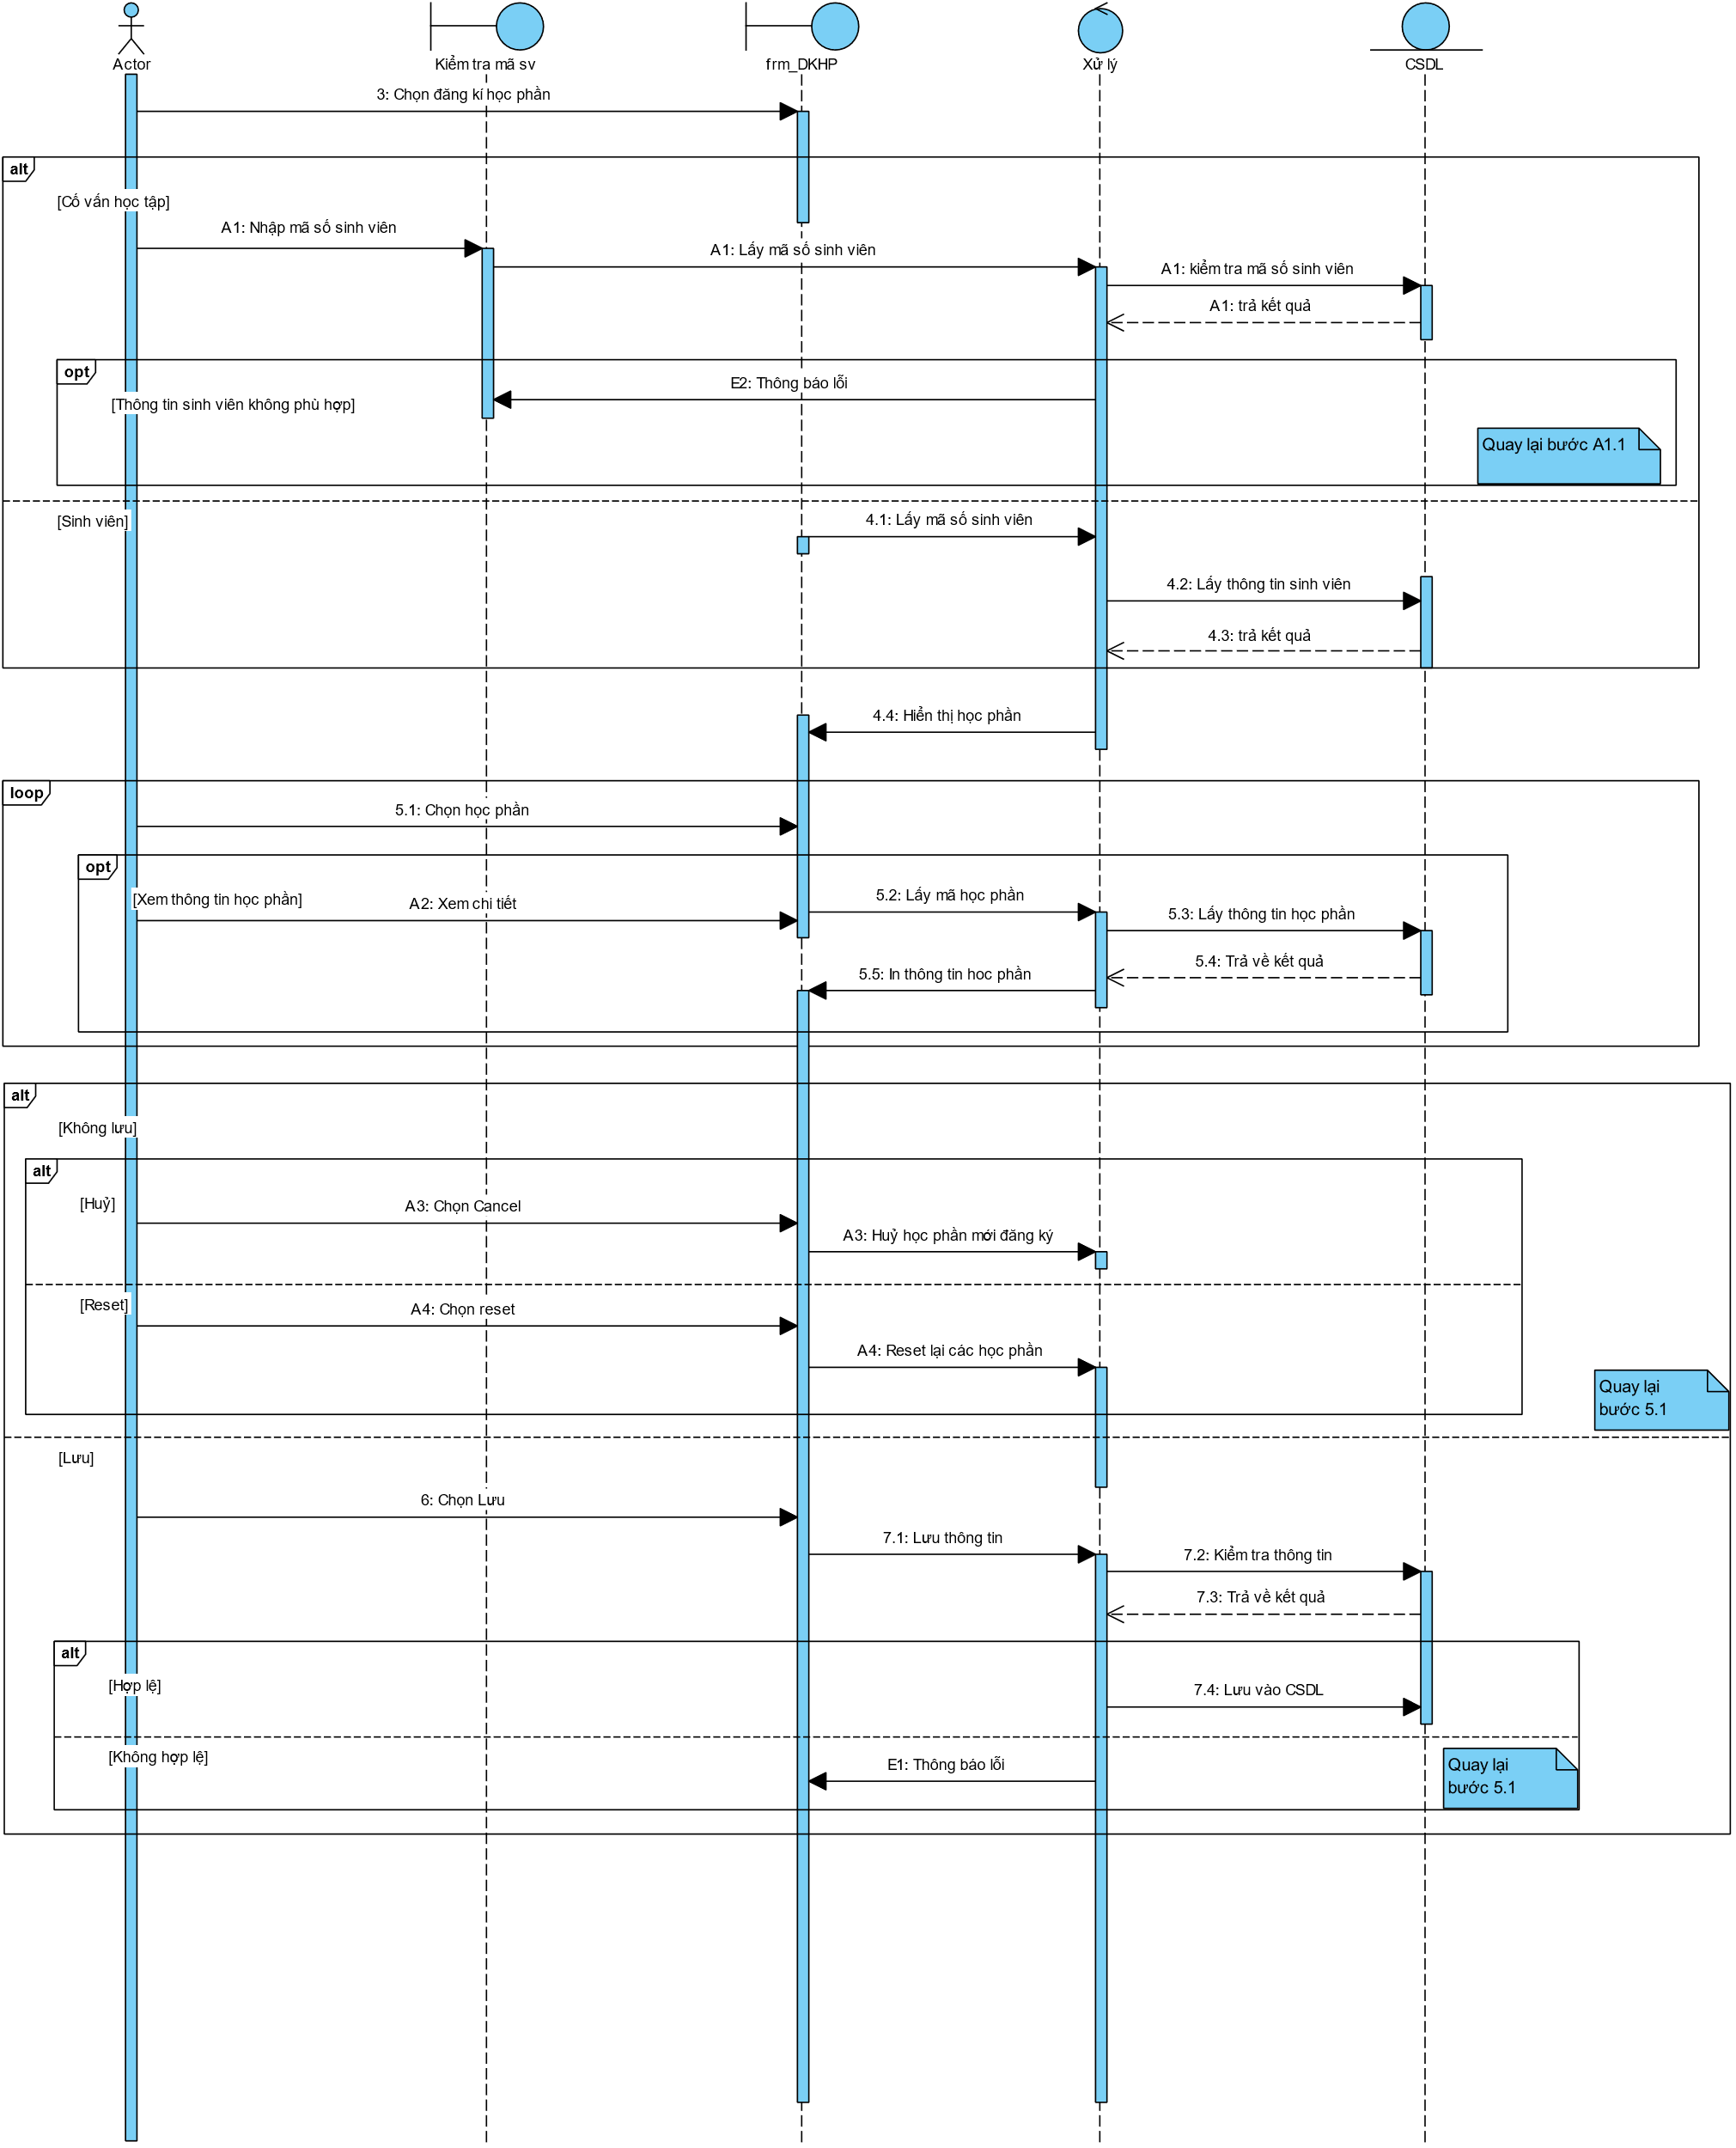 Actor
Kiểm tra mã sv
frm_DKHP
Xử lý
CSDL
3: Chọn đăng kí học phần
alt
[Cố vấn học tập]
A1: Nhập mã số sinh viên
A1: Lấy mã số sinh viên
A1: kiểm tra mã số sinh viên
A1: trả kết quả
opt
E2: Thông báo lỗi
[Thông tin sinh viên không phù hợp]
Quay lại bước A1.1
[Sinh viên]
4.1: Lấy mã số sinh viên
4.2: Lấy thông tin sinh viên
4.3: trả kết quả
4.4: Hiển thị học phần
loop
5.1: Chọn học phần
opt
[Xem thông tin học phần]
A2: Xem chi tiết
5.2: Lấy mã học phần
5.3: Lấy thông tin học phần
5.4: Trả về kết quả
5.5: In thông tin hoc phần
alt
[Không lưu]
alt
[Huỷ]
A3: Chọn Cancel
A3: Huỷ học phần mới đăng ký
[Reset]
A4: Chọn reset
A4: Reset lại các học phần
Quay lại
bước 5.1
[Lưu]
6: Chọn Lưu
7.1: Lưu thông tin
7.2: Kiểm tra thông tin
7.3: Trả về kết quả
alt
[Hợp lệ]
7.4: Lưu vào CSDL
[Không hợp lệ]
E1: Thông báo lỗi
Quay lại
bước 5.1